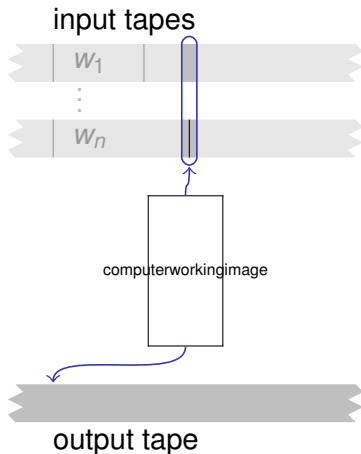 input tapes
w₁
⋮
wₙ
computerworkingimage
output tape